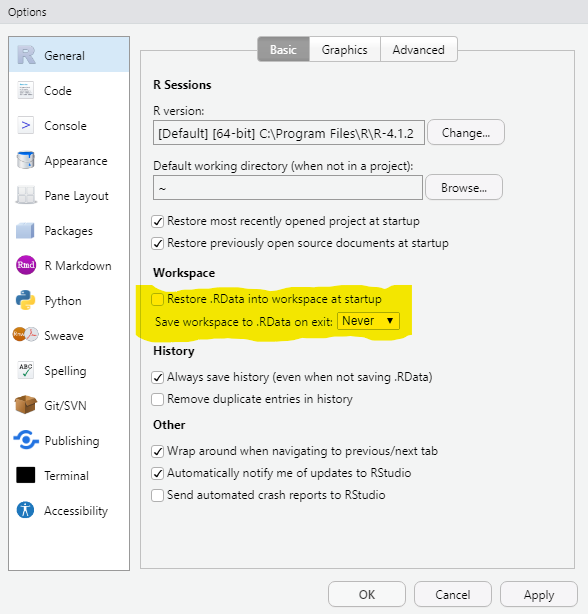 Options
General
Code
Console
Appearance
Pane Layout
Packages
R Markdown
Python
Sweave
Spelling
Git/SVN
Publishing
Terminal
Accessibility
Basic Graphics Advanced
R Sessions
R version:
[Default] [64-bit] C:\Program Files\R\R-4.1.2 Change...
Default working directory (when not in a project):
~ Browse...
Restore most recently opened project at startup
Restore previously open source documents at startup
Workspace
Restore .RData into workspace at startup
Save workspace to .RData on exit: Never
History
Always save history (even when not saving .RData)
Remove duplicate entries in history
Other
Wrap around when navigating to previous/next tab
Automatically notify me of updates to RStudio
Send automated crash reports to RStudio
OK Cancel Apply